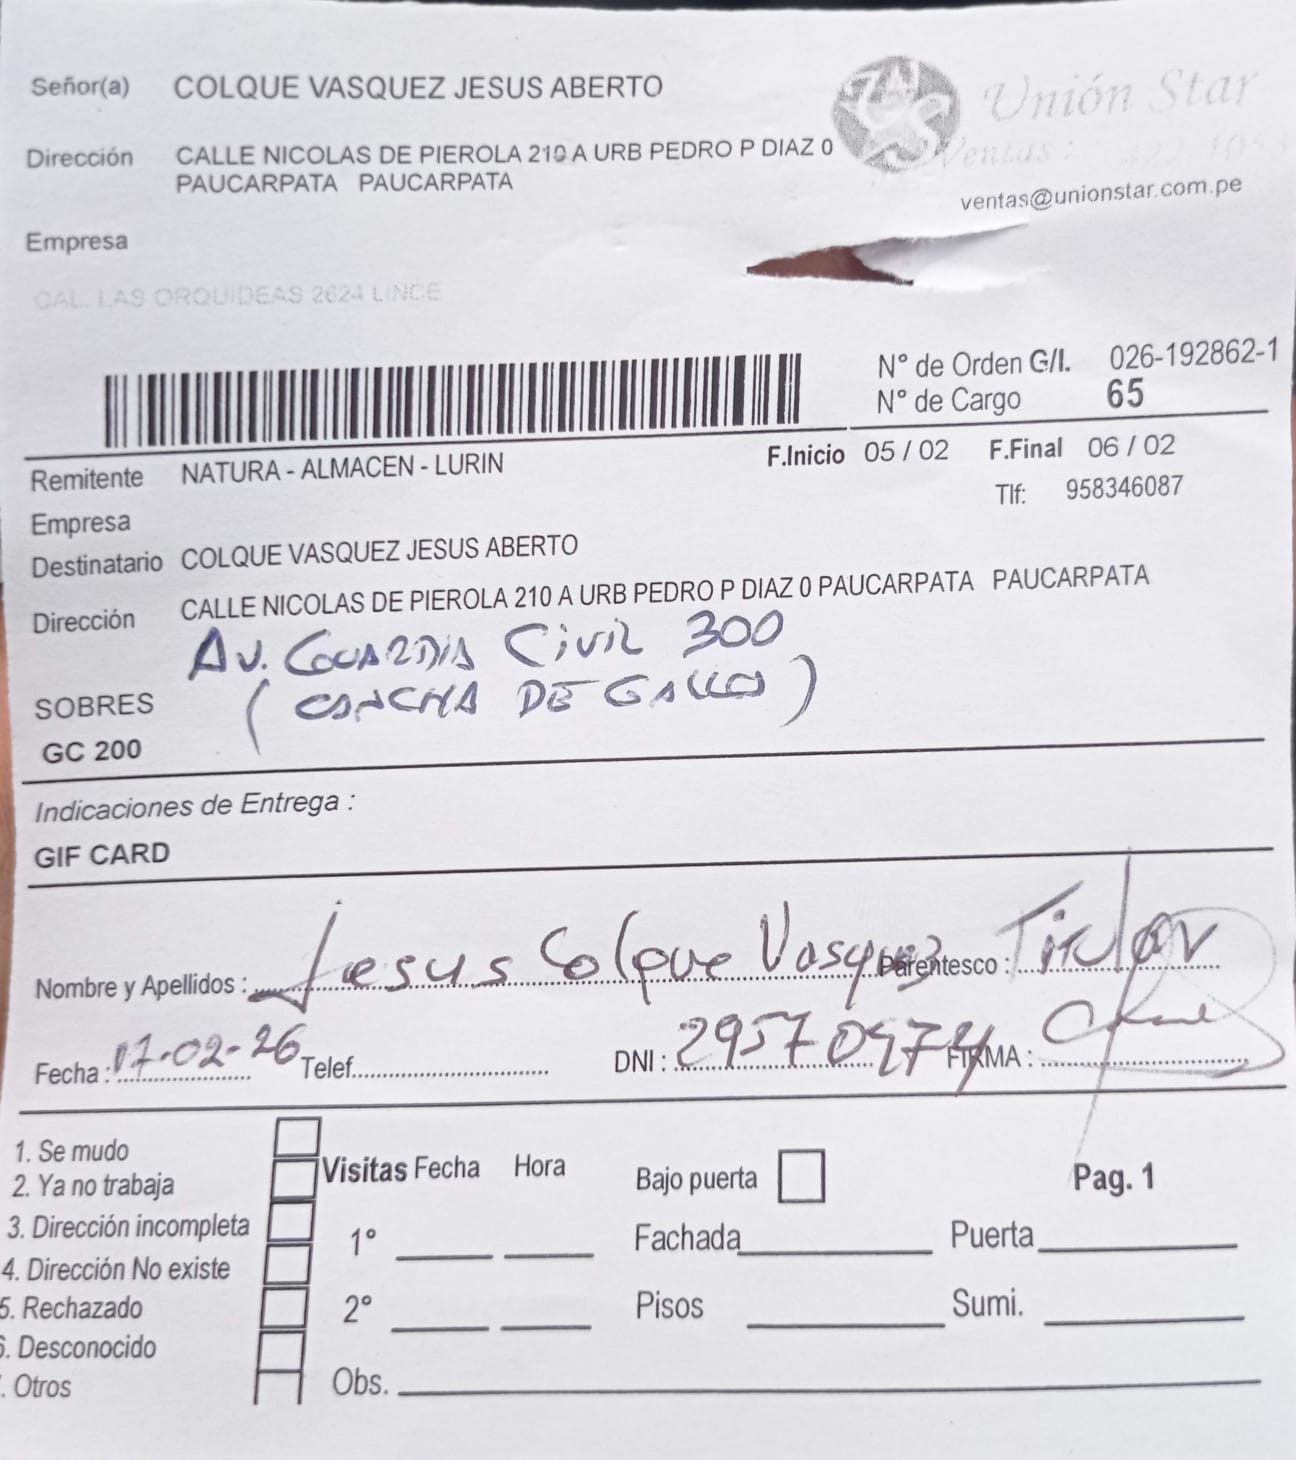 Señor(a) COLQUE VASQUEZ JESUS ABERTO
Unión Star
Dirección CALLE NICOLAS DE PIEROLA 210 A URB PEDRO P DIAZ 0
PAUCARPATA PAUCARPATA
Ventas :
ventas@unionstar.com.pe
Empresa
CAL. LAS ORQUIDEAS 2624 LINCE
N° de Orden G/I. 026-192862-1
N° de Cargo 65
Remitente NATURA - ALMACEN - LURIN
F.Inicio 05 / 02 F.Final 06 / 02
Empresa
Tlf: 958346087
Destinatario COLQUE VASQUEZ JESUS ABERTO
Dirección CALLE NICOLAS DE PIEROLA 210 A URB PEDRO P DIAZ 0 PAUCARPATA PAUCARPATA
AV. GUARDIA CIVIL 300
(CANCHA DE GALLOS)
SOBRES
GC 200
Indicaciones de Entrega :
GIF CARD
Nombre y Apellidos : Jesus Colque Vasquez Parentesco : Titular
Fecha : 17-02-26 Telef. DNI : 29570974 FIRMA :
1. Se mudo
2. Ya no trabaja
3. Dirección incompleta
4. Dirección No existe
5. Rechazado
6. Desconocido
. Otros
Visitas Fecha Hora
1°
2°
Obs.
Bajo puerta
Pag. 1
Fachada Puerta
Pisos Sumi.